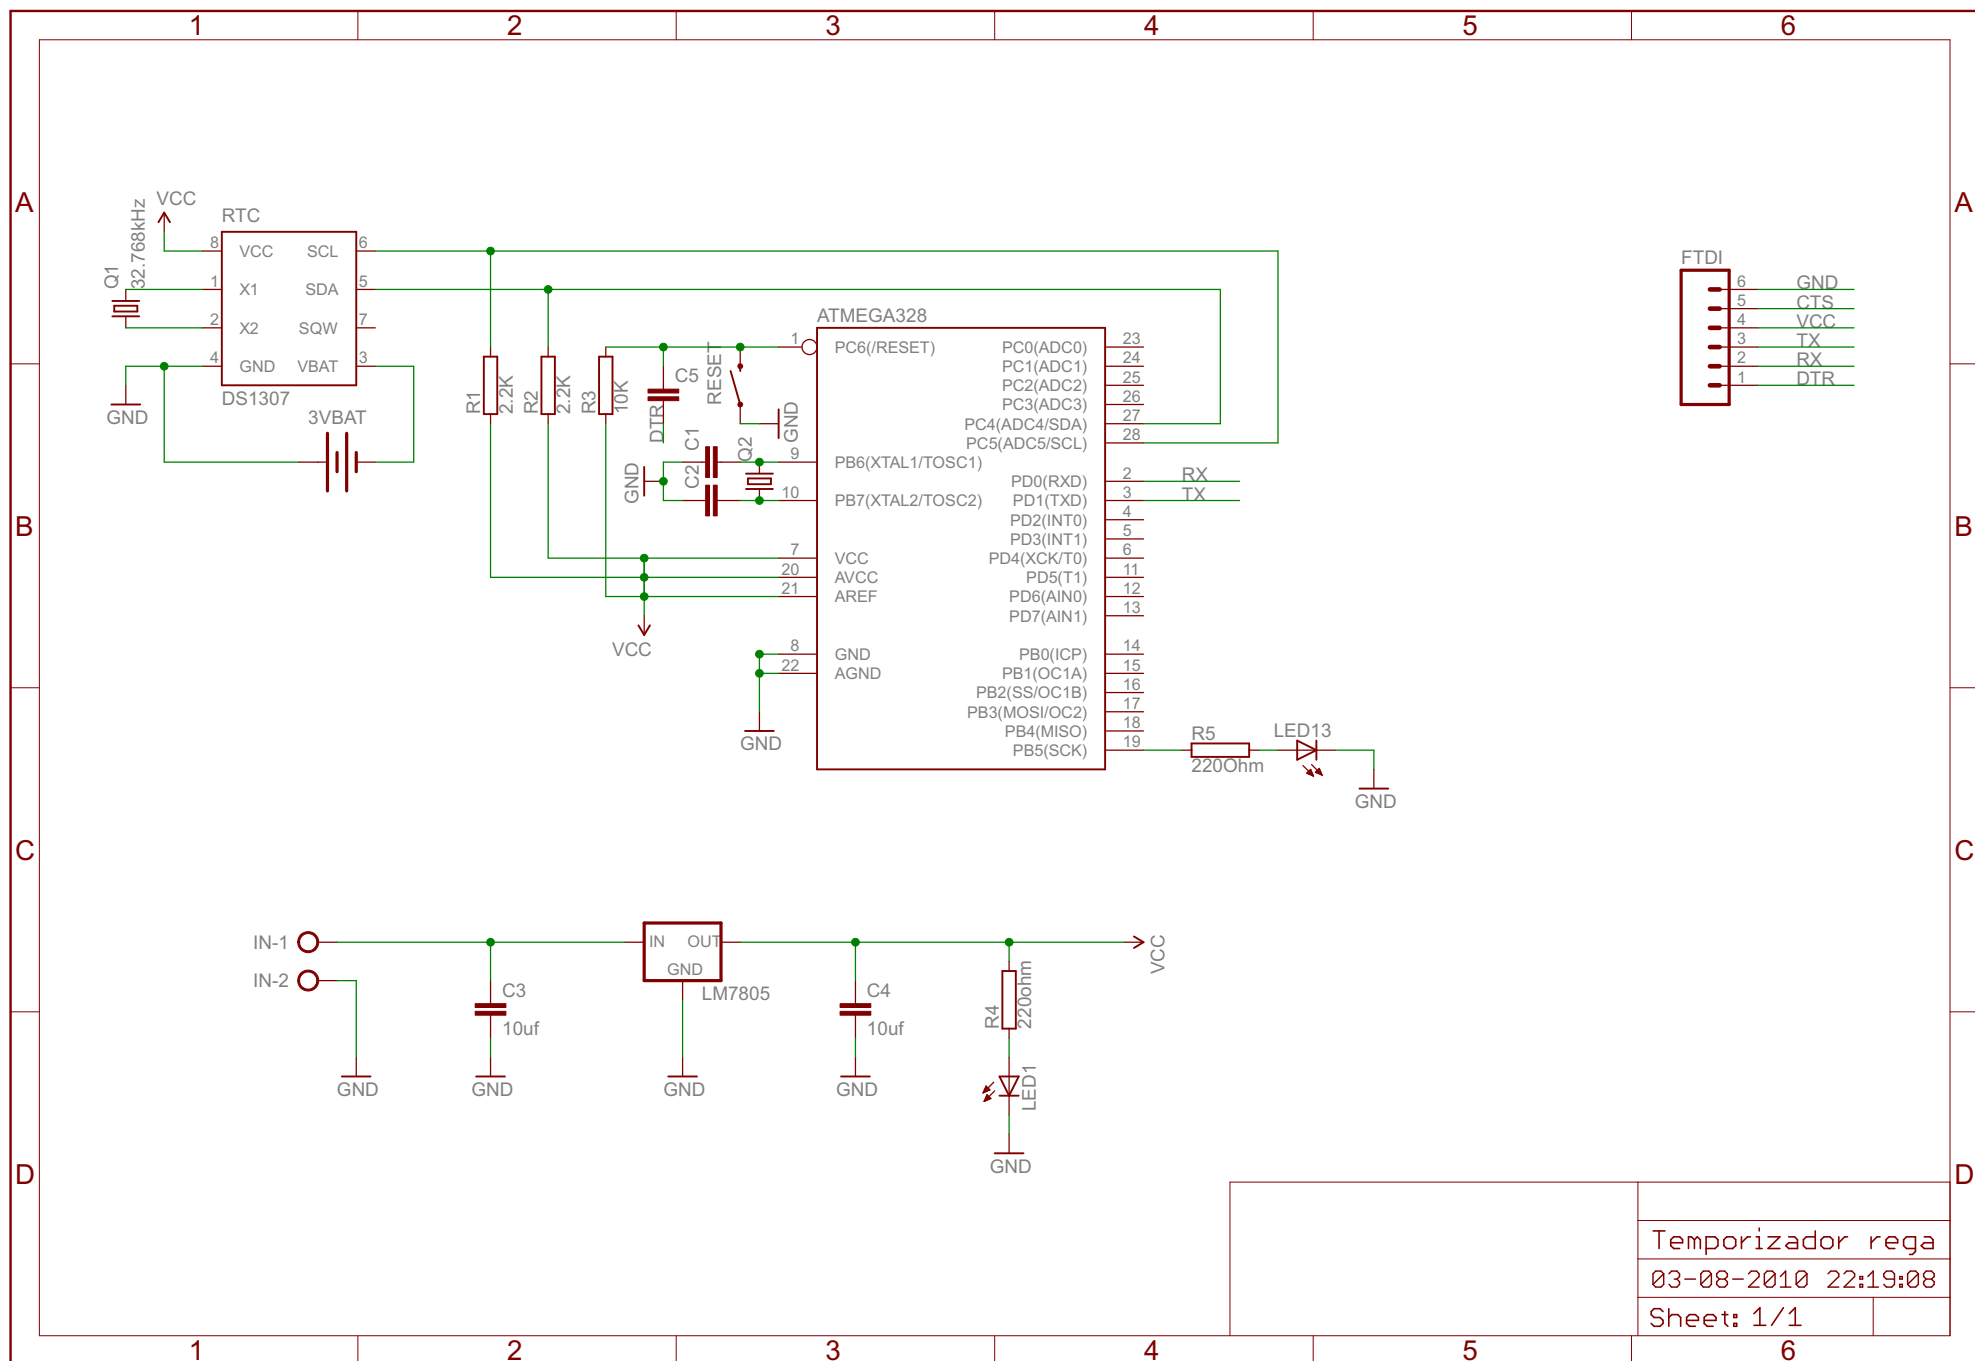 1 2 3 4 5 6
A A
VCC
32.768kHz
Q1
RTC
8 VCC SCL 6
1 X1 SDA 5
2 X2 SQW 7
4 GND VBAT 3
DS1307
GND
3VBAT
FTDI
6 GND
5 CTS
4 VCC
3 TX
2 RX
1 DTR
R1
2.2K
R2
2.2K
R3
10K
C5
DTR
RESET
GND
C1
C2
Q2
GND
ATMEGA328
1 PC6(/RESET) PC0(ADC0) 23
PC1(ADC1) 24
PC2(ADC2) 25
PC3(ADC3) 26
PC4(ADC4/SDA) 27
PC5(ADC5/SCL) 28
9 PB6(XTAL1/TOSC1)
PD0(RXD) 2 RX
10 PB7(XTAL2/TOSC2) PD1(TXD) 3 TX
PD2(INT0) 4
PD3(INT1) 5
7 VCC PD4(XCK/T0) 6
20 AVCC PD5(T1) 11
21 AREF PD6(AIN0) 12
PD7(AIN1) 13
VCC
8 GND PB0(ICP) 14
22 AGND PB1(OC1A) 15
PB2(SS/OC1B) 16
PB3(MOSI/OC2) 17
PB4(MISO) 18
PB5(SCK) 19
GND
R5
220Ohm
LED13
GND
B B
C C
IN-1
IN-2
GND
C3
10uf
GND
IN OUT
GND
LM7805
GND
C4
10uf
GND
VCC
R4
220ohm
LED1
GND
D D
Temporizador rega
03-08-2010 22:19:08
Sheet: 1/1
1 2 3 4 5 6